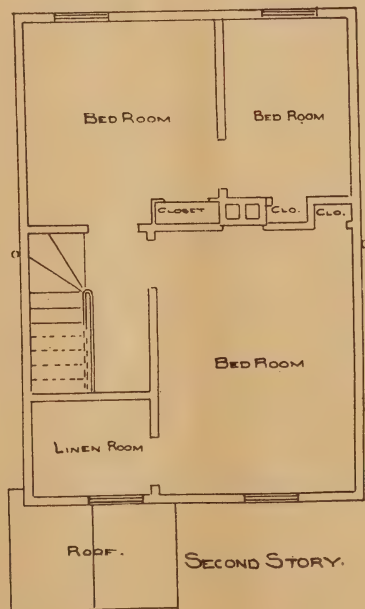 BED ROOM
BED ROOM
CLOSET
CLO.
CLO.
BED ROOM
LINEN ROOM
ROOF.
SECOND STORY.